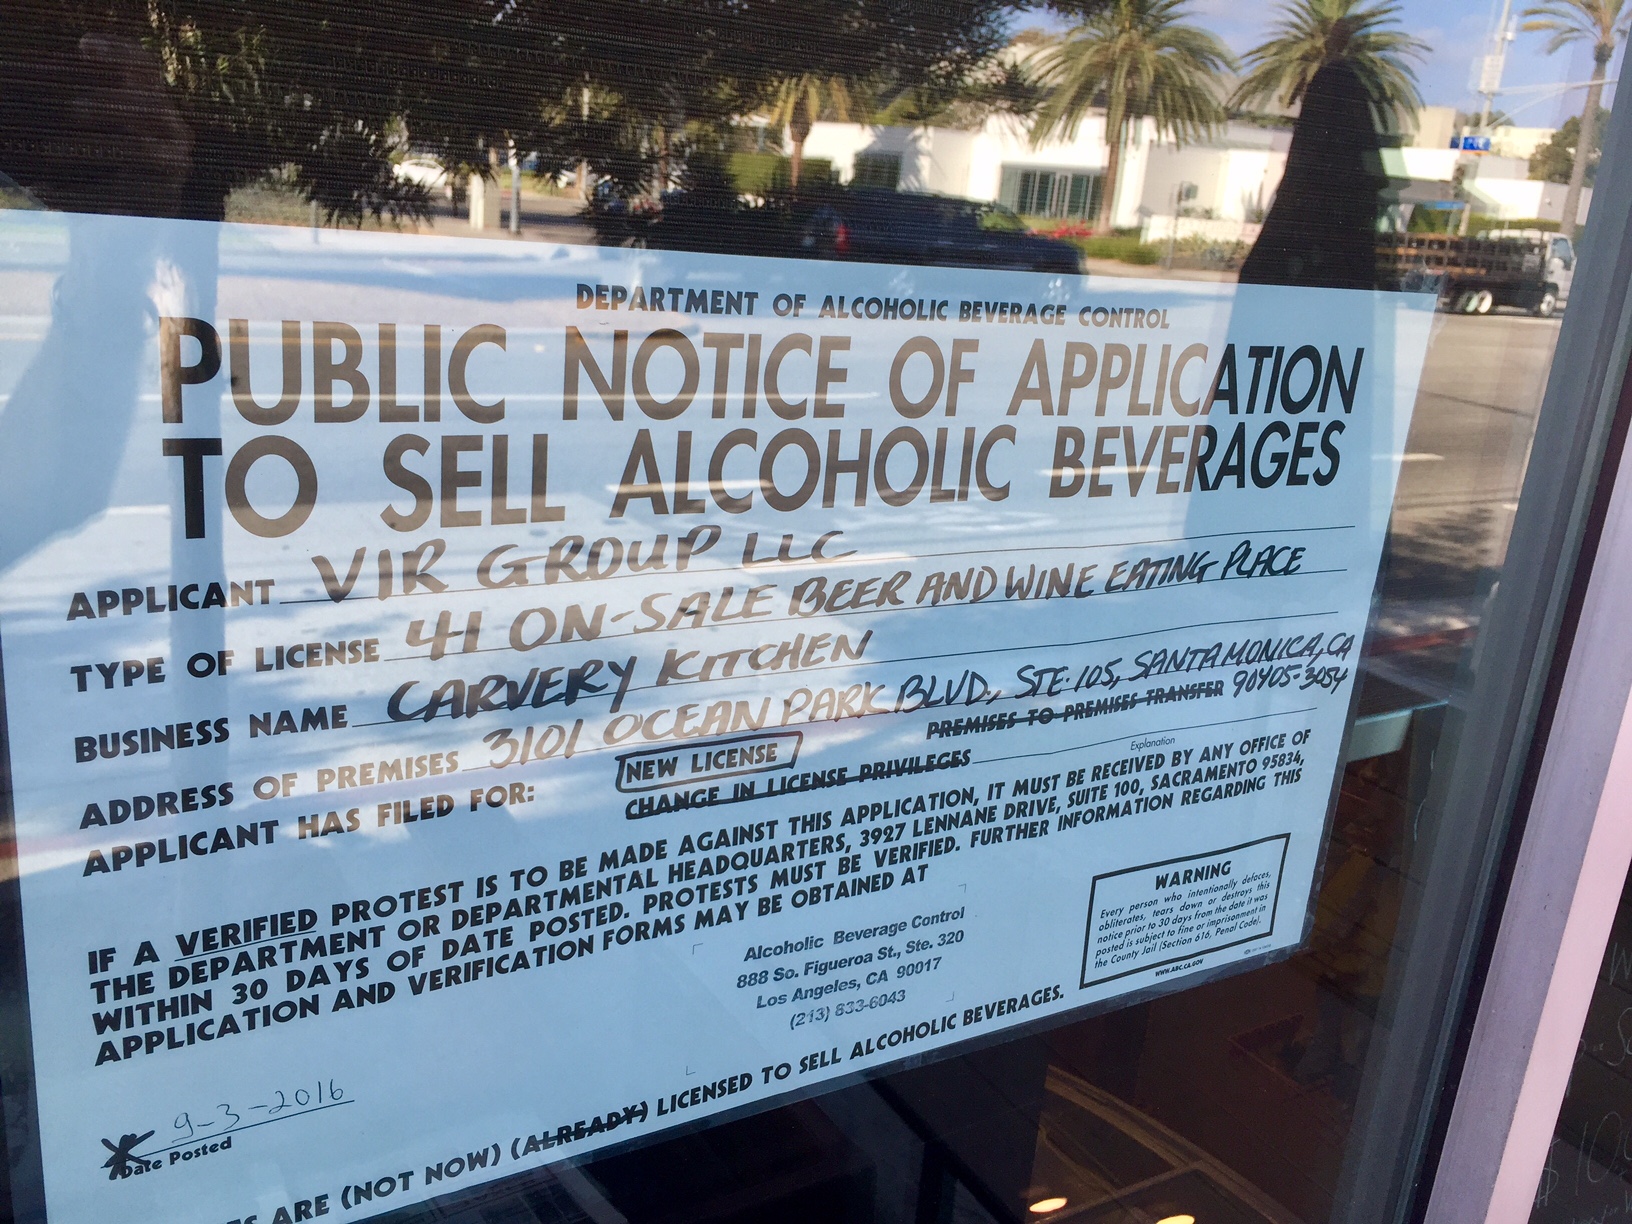 DEPARTMENT OF ALCOHOLIC BEVERAGE CONTROL
PUBLIC NOTICE OF APPLICATION
TO SELL ALCOHOLIC BEVERAGES
APPLICANT VIR GROUP LLC
TYPE OF LICENSE 41 ON-SALE BEER AND WINE EATING PLACE
BUSINESS NAME CARVERY KITCHEN
ADDRESS OF PREMISES 3101 OCEAN PARK BLVD., STE. 105, SANTA MONICA, CA
90405-3054
APPLICANT HAS FILED FOR: NEW LICENSE PREMISES TO PREMISES TRANSFER
CHANGE IN LICENSE PRIVILEGES
Explanation
IF A VERIFIED PROTEST IS TO BE MADE AGAINST THIS APPLICATION, IT MUST BE RECEIVED BY ANY OFFICE OF
THE DEPARTMENT OR DEPARTMENTAL HEADQUARTERS, 3927 LENNANE DRIVE, SUITE 100, SACRAMENTO 95834,
WITHIN 30 DAYS OF DATE POSTED. PROTESTS MUST BE VERIFIED. FURTHER INFORMATION REGARDING THIS
APPLICATION AND VERIFICATION FORMS MAY BE OBTAINED AT
Alcoholic Beverage Control
888 So. Figueroa St., Ste. 320
Los Angeles, CA 90017
(213) 833-6043
WARNING
Every person who intentionally defaces,
obliterates, tears down or destroys this
notice prior to 30 days from the date it was
posted is subject to fine or imprisonment in
the County Jail (Section 616, Penal Code).
WWW.ABC.CA.GOV
9-3-2016
Date Posted
ARE (NOT NOW) (ALREADY) LICENSED TO SELL ALCOHOLIC BEVERAGES.